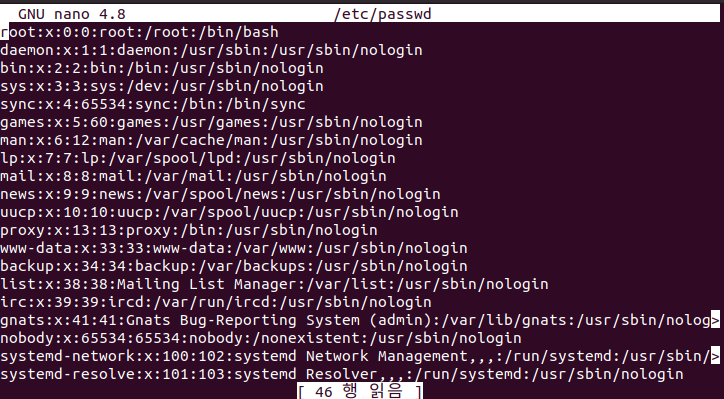 GNU nano 4.8 /etc/passwd
root:x:0:0:root:/root:/bin/bash
daemon:x:1:1:daemon:/usr/sbin:/usr/sbin/nologin
bin:x:2:2:bin:/bin:/usr/sbin/nologin
sys:x:3:3:sys:/dev:/usr/sbin/nologin
sync:x:4:65534:sync:/bin:/bin/sync
games:x:5:60:games:/usr/games:/usr/sbin/nologin
man:x:6:12:man:/var/cache/man:/usr/sbin/nologin
lp:x:7:7:lp:/var/spool/lpd:/usr/sbin/nologin
mail:x:8:8:mail:/var/mail:/usr/sbin/nologin
news:x:9:9:news:/var/spool/news:/usr/sbin/nologin
uucp:x:10:10:uucp:/var/spool/uucp:/usr/sbin/nologin
proxy:x:13:13:proxy:/bin:/usr/sbin/nologin
www-data:x:33:33:www-data:/var/www:/usr/sbin/nologin
backup:x:34:34:backup:/var/backups:/usr/sbin/nologin
list:x:38:38:Mailing List Manager:/var/list:/usr/sbin/nologin
irc:x:39:39:ircd:/var/run/ircd:/usr/sbin/nologin
gnats:x:41:41:Gnats Bug-Reporting System (admin):/var/lib/gnats:/usr/sbin/nolog>
nobody:x:65534:65534:nobody:/nonexistent:/usr/sbin/nologin
systemd-network:x:100:102:systemd Network Management,,,:/run/systemd:/usr/sbin/>
systemd-resolve:x:101:103:systemd Resolver,,,:/run/systemd:/usr/sbin/nologin
[ 46 행 읽음 ]